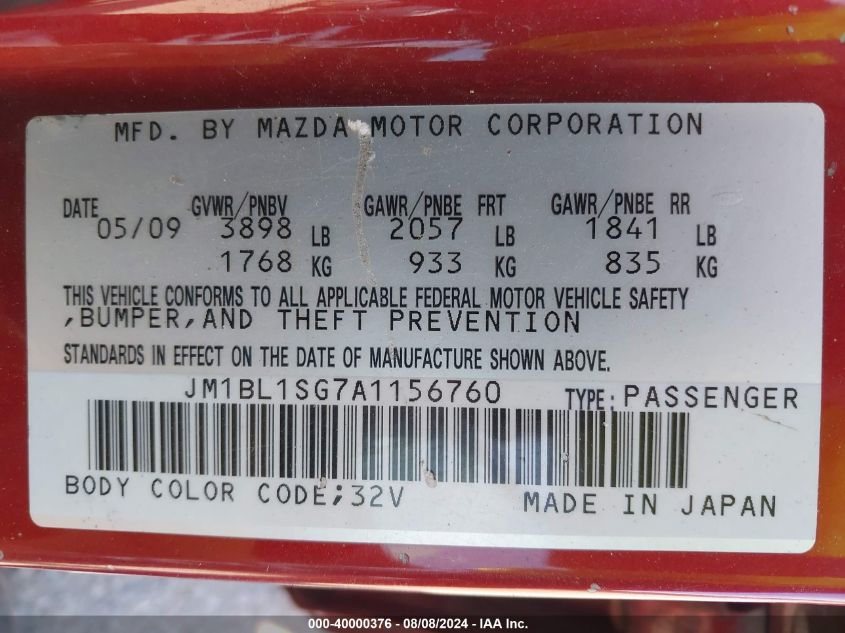 MFD. BY MAZDA MOTOR CORPORATION
DATE GVWR/PNBV GAWR/PNBE FRT GAWR/PNBE RR
05/09 3898 LB 2057 LB 1841 LB
1768 KG 933 KG 835 KG
THIS VEHICLE CONFORMS TO ALL APPLICABLE FEDERAL MOTOR VEHICLE SAFETY
,BUMPER,AND THEFT PREVENTION
STANDARDS IN EFFECT ON THE DATE OF MANUFACTURE SHOWN ABOVE.
JM1BL1SG7A1156760 TYPE:PASSENGER
BODY COLOR CODE;32V MADE IN JAPAN
000-40000376 - 08/08/2024 - IAA Inc.